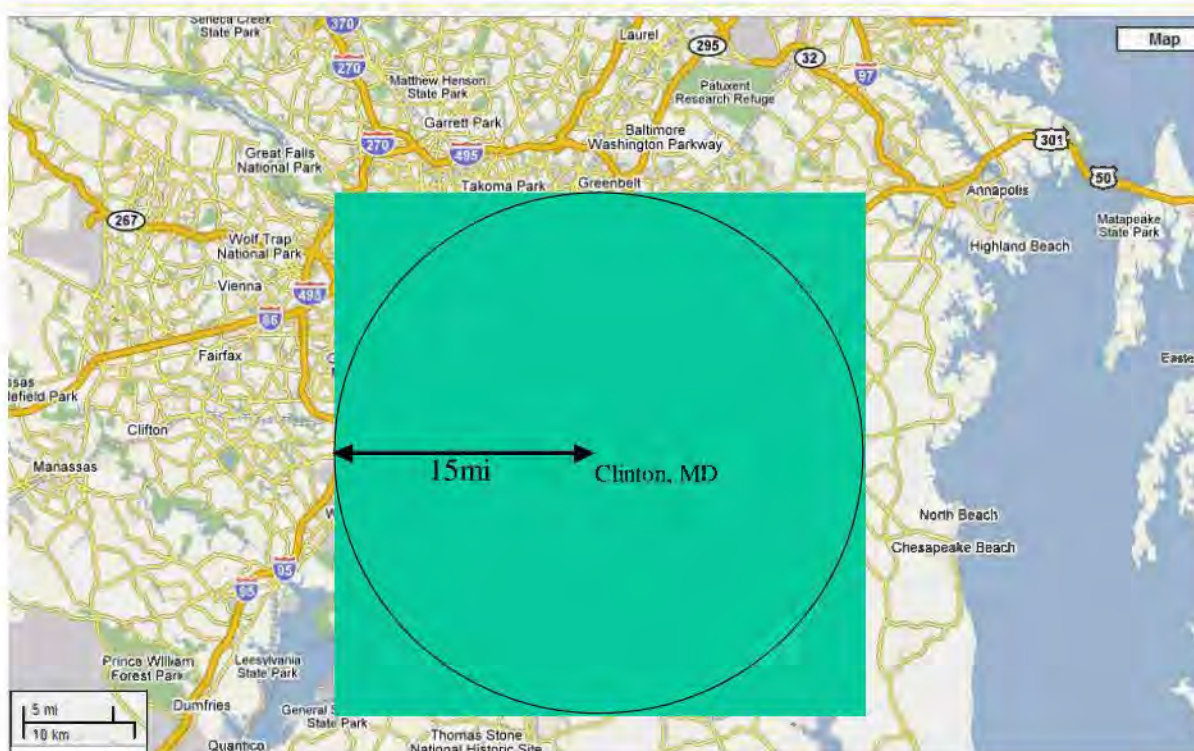 Seneca Creek
State Park
370
Laurel
295
32
Map
270
Matthew Henson
State Park
Patuxent
Research Refuge
97
Garrett Park
Baltimore
Washington Parkway
270
495
301
Great Falls
National Park
Takoma Park
Greenbelt
50
Annapolis
267
Matapeake
State Park
Wolf Trap
National Park
Highland Beach
Vienna
495
66
Fairfax
Easte
ssas
lefield Park
Clifton
15mi
Clinton, MD
Manassas
W
North Beach
Chesapeake Beach
95
95
Prince William
Forest Park
Leesylvania
State Park
Dumfries
5 mi
10 km
General S
State Park
Thomas Stone
National Historic Site
Quantico